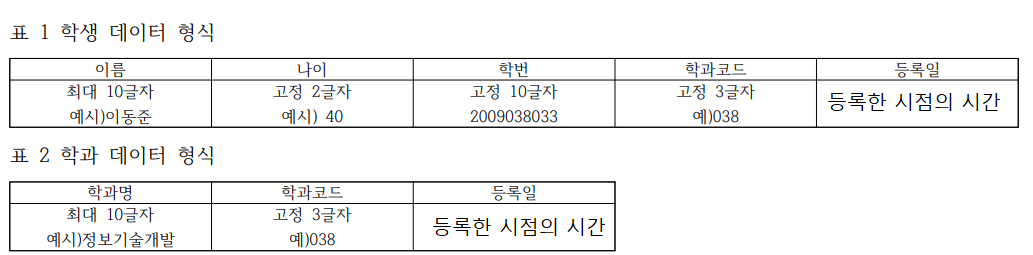 표 1 학생 데이터 형식
이름 나이 학번 학과코드 등록일
최대 10글자 고정 2글자 고정 10글자 고정 3글자 등록한 시점의 시간
예시)이동준 예시) 40 2009038033 예)038
표 2 학과 데이터 형식
학과명 학과코드 등록일
최대 10글자 고정 3글자 등록한 시점의 시간
예시)정보기술개발 예)038